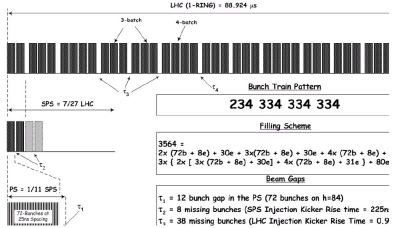 LHC (1-RING) = 88.924 μs
3-batch
4-batch
τ3
τ4
SPS = 7/27 LHC
τ2
PS = 1/11 SPS
72-Bunches at
25ns Spacing
τ1
Bunch Train Pattern
234 334 334 334
Filling Scheme
3564 =
2x (72b + 8e) + 30e + 3x(72b + 8e) + 30e + 4x (72b + 8e) +
3x { 2x [ 3x (72b + 8e) + 30e] + 4x (72b + 8e) + 31e } + 80e
Beam Gaps
τ1 = 12 bunch gap in the PS (72 bunches on h=84)
τ2 = 8 missing bunches (SPS Injection Kicker Rise time = 225n
τ3 = 38 missing bunches (LHC Injection Kicker Rise Time = 0.9